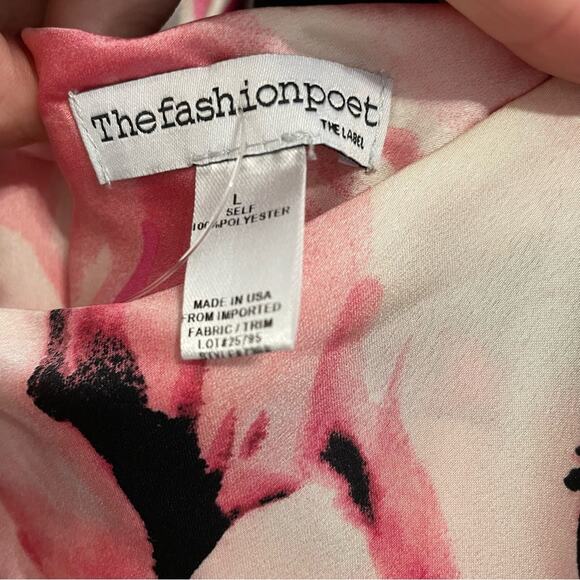 Thefashionpoet
THE LABEL
L
SELF
100%POLYESTER
MADE IN USA
FROM IMPORTED
FABRIC/TRIM
LOT#25795